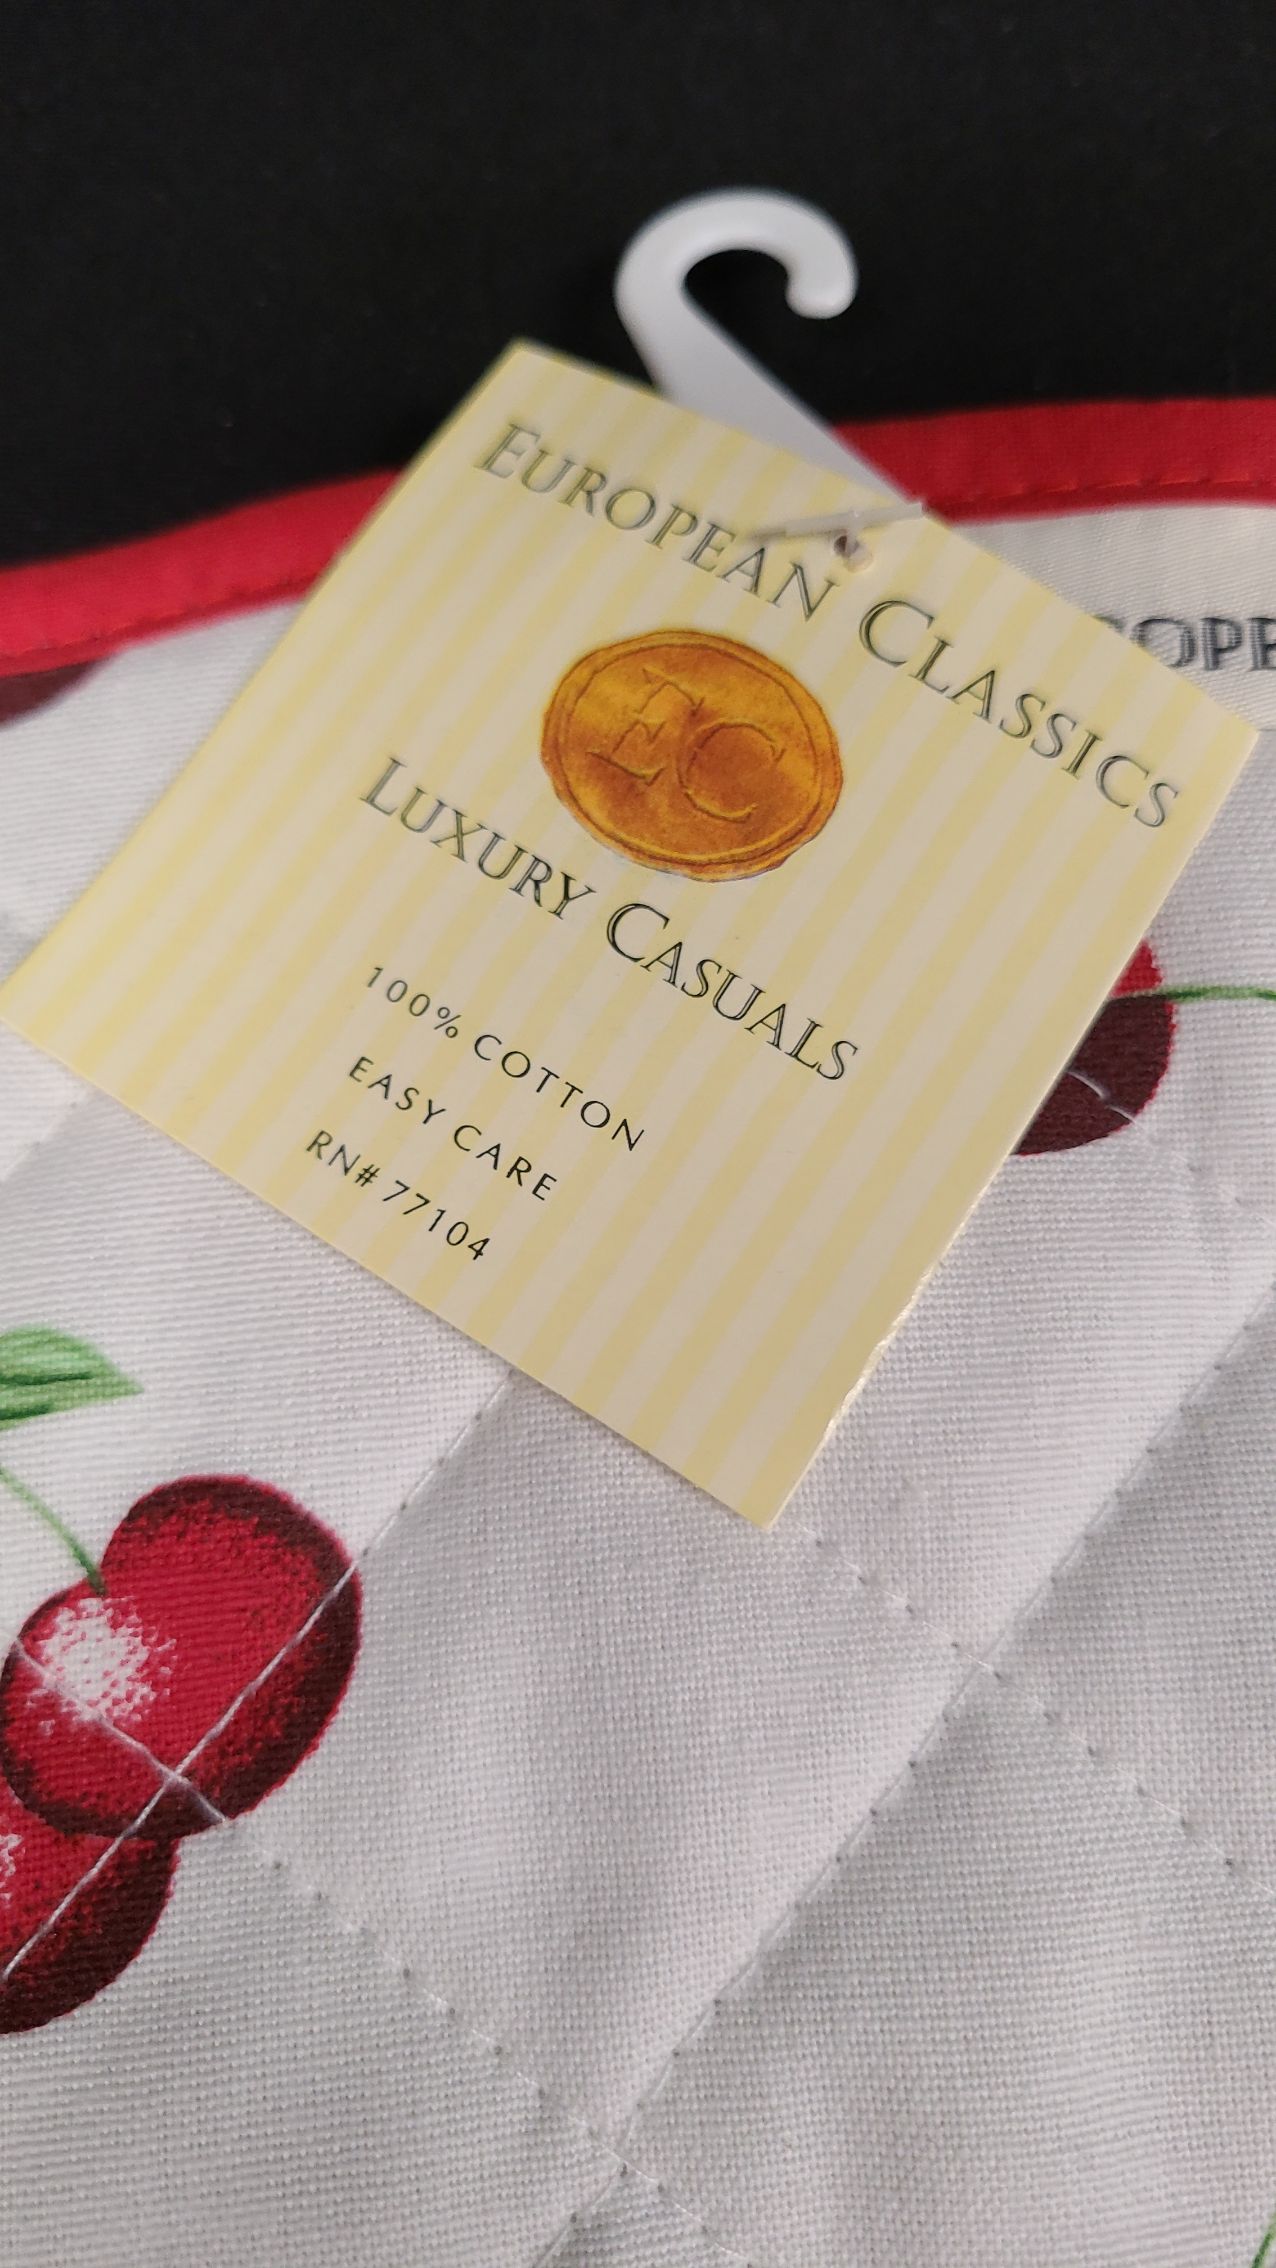 EUROPEAN CLASSICS
EC
LUXURY CASUALS
100% COTTON
EASY CARE
RN# 77104